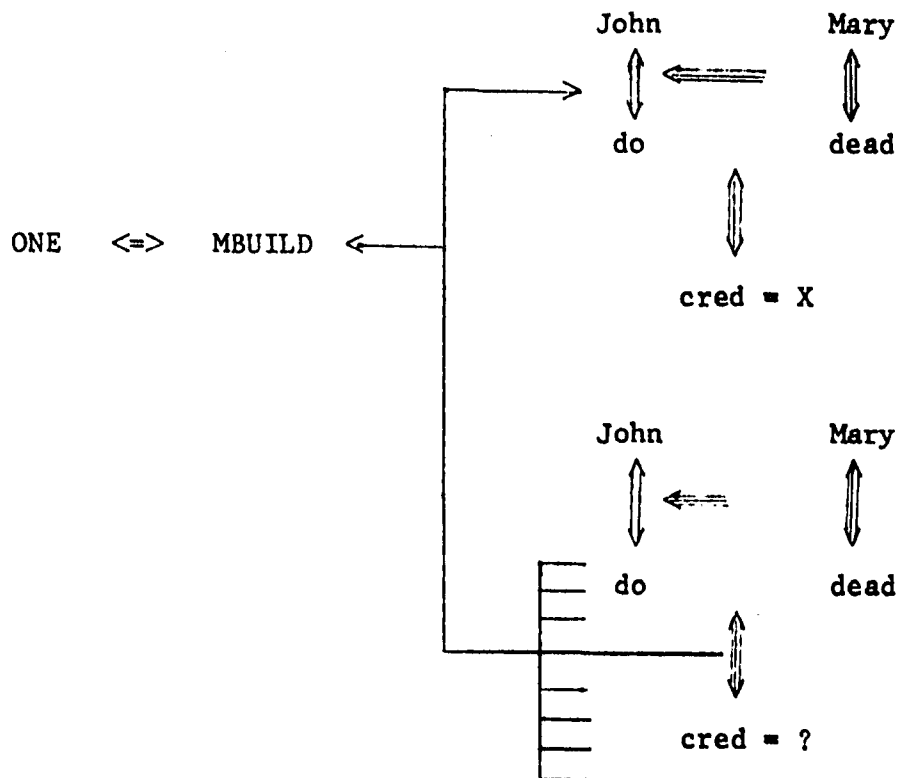 John Mary
do dead
ONE <=> MBUILD
cred = X
John Mary
do dead
cred = ?